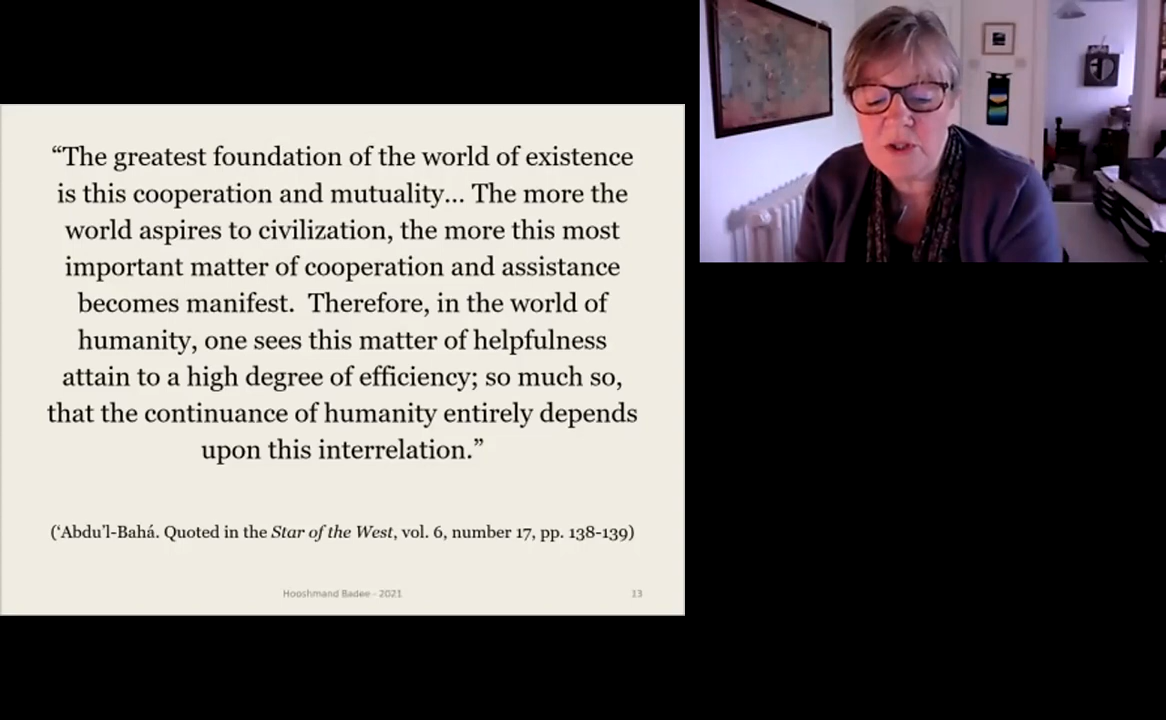 “The greatest foundation of the world of existence
is this cooperation and mutuality... The more the
world aspires to civilization, the more this most
important matter of cooperation and assistance
becomes manifest.  Therefore, in the world of
humanity, one sees this matter of helpfulness
attain to a high degree of efficiency; so much so,
that the continuance of humanity entirely depends
upon this interrelation.”
(‘Abdu’l-Bahá. Quoted in the Star of the West, vol. 6, number 17, pp. 138-139)
Hooshmand Badee - 2021
13